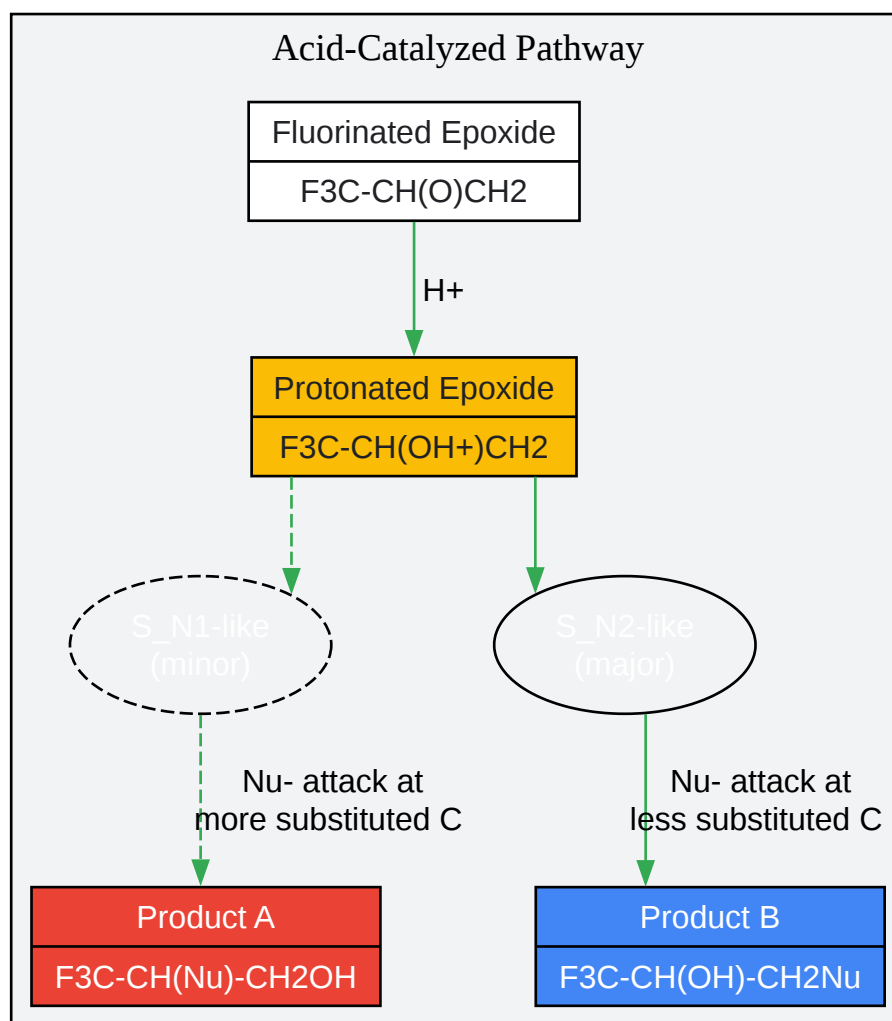 Acid-Catalyzed Pathway
Fluorinated Epoxide
F3C-CH(O)CH2
H+
Protonated Epoxide
F3C-CH(OH+)CH2
S_N1-like
(minor)
S_N2-like
(major)
Nu- attack at
more substituted C
Nu- attack at
less substituted C
Product A
F3C-CH(Nu)-CH2OH
Product B
F3C-CH(OH)-CH2Nu